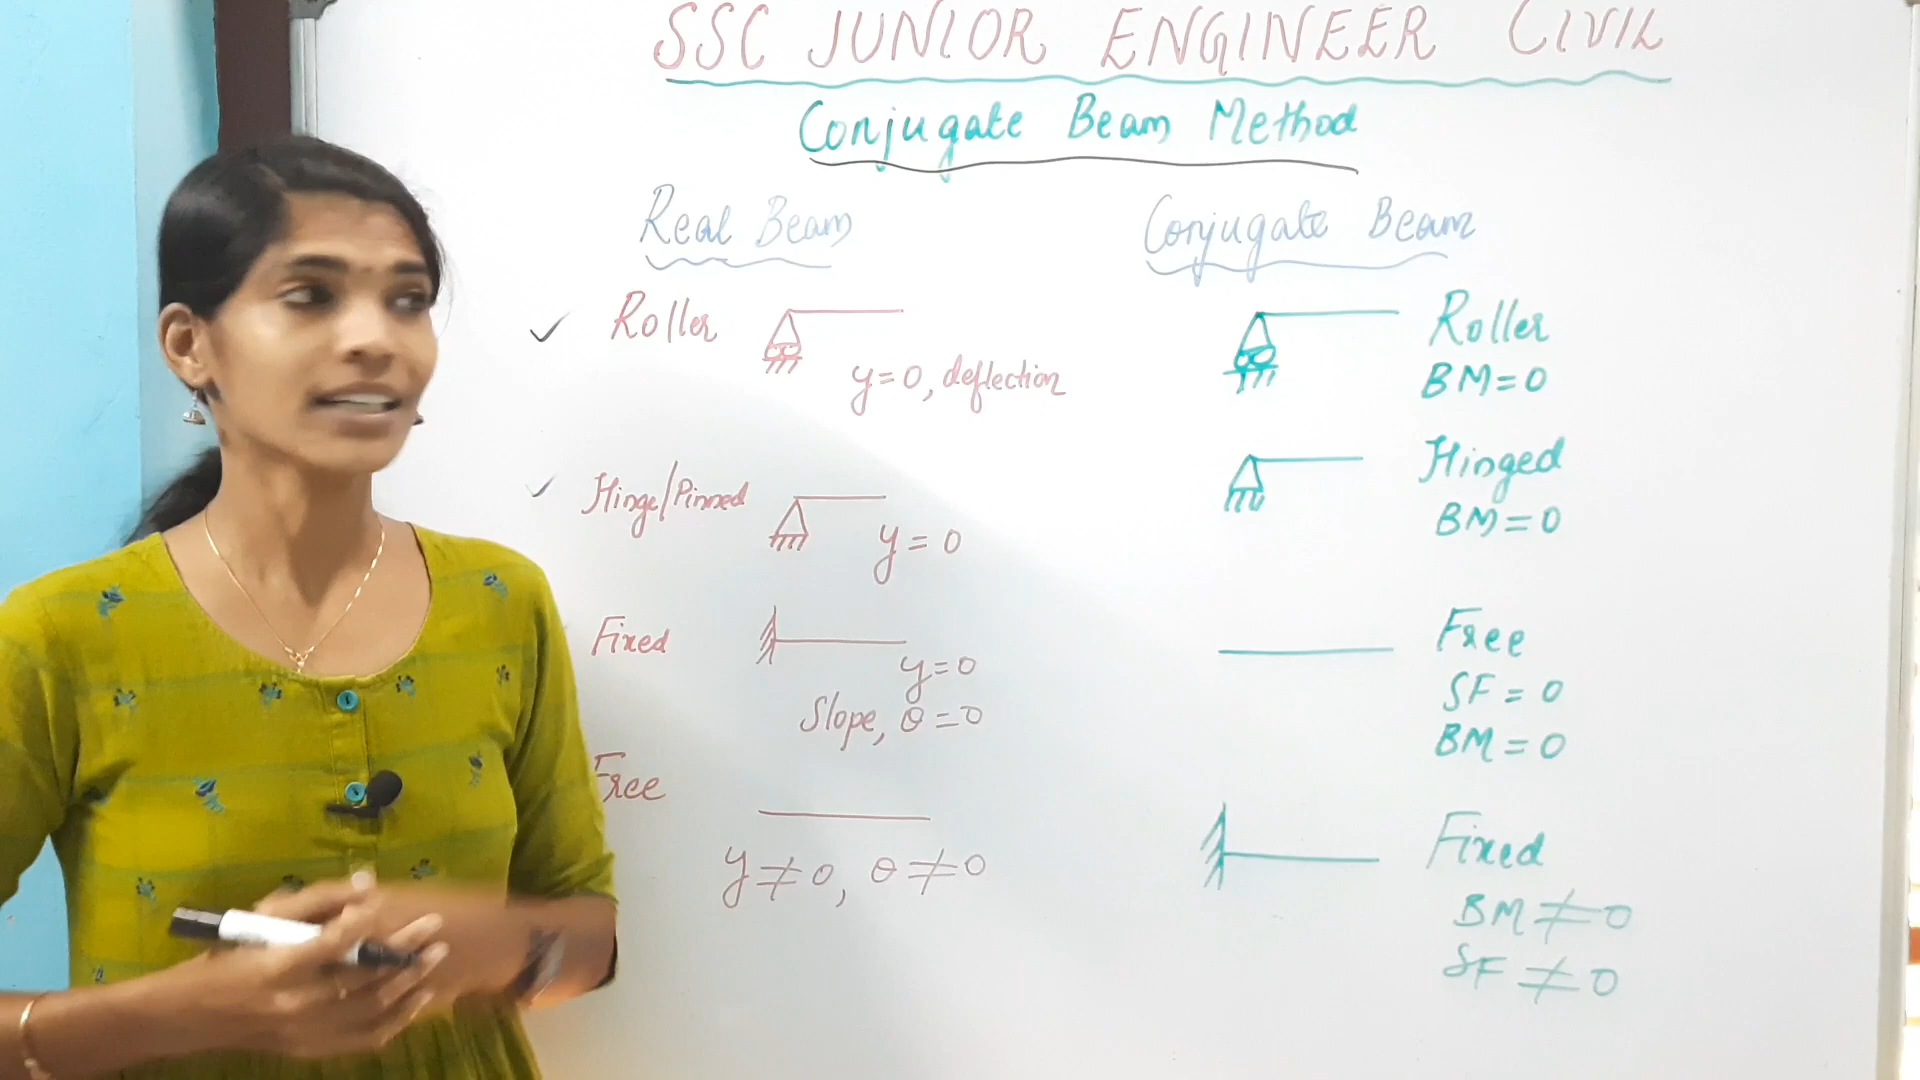 SSC JUNIOR ENGINEER CIVIL
Conjugate Beam Method
Real Beam
Conjugate Beam
Roller
y=0, deflection
Roller
BM=0
Hinge/Pinned
y=0
Hinged
BM=0
Fixed
y=0
Slope, θ=0
Free
SF=0
BM=0
Free
y≠0, θ≠0
Fixed
BM≠0
SF≠0